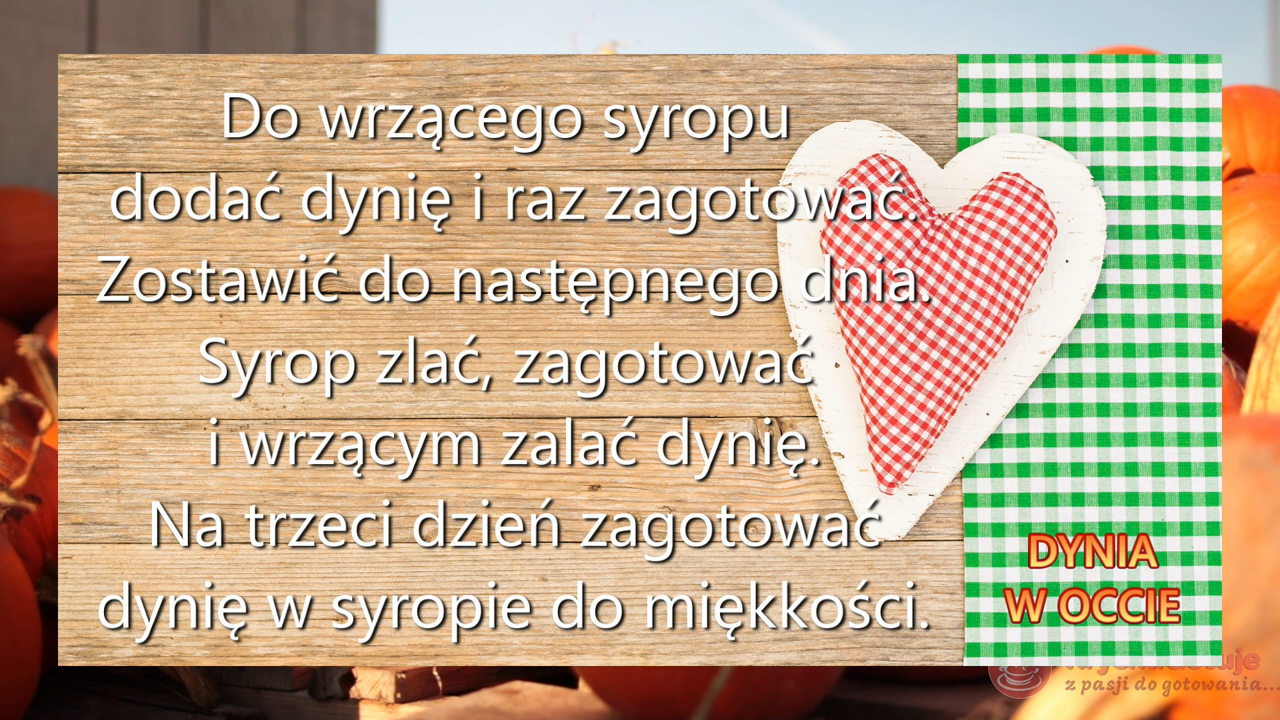 Do wrzącego syropu
dodać dynię i raz zagotować.
Zostawić do następnego dnia.
Syrop zlać, zagotować
i wrzącym zalać dynię.
Na trzeci dzień zagotować
dynię w syropie do miękkości.
DYNIA
W OCCIE
z pasji do gotowania...